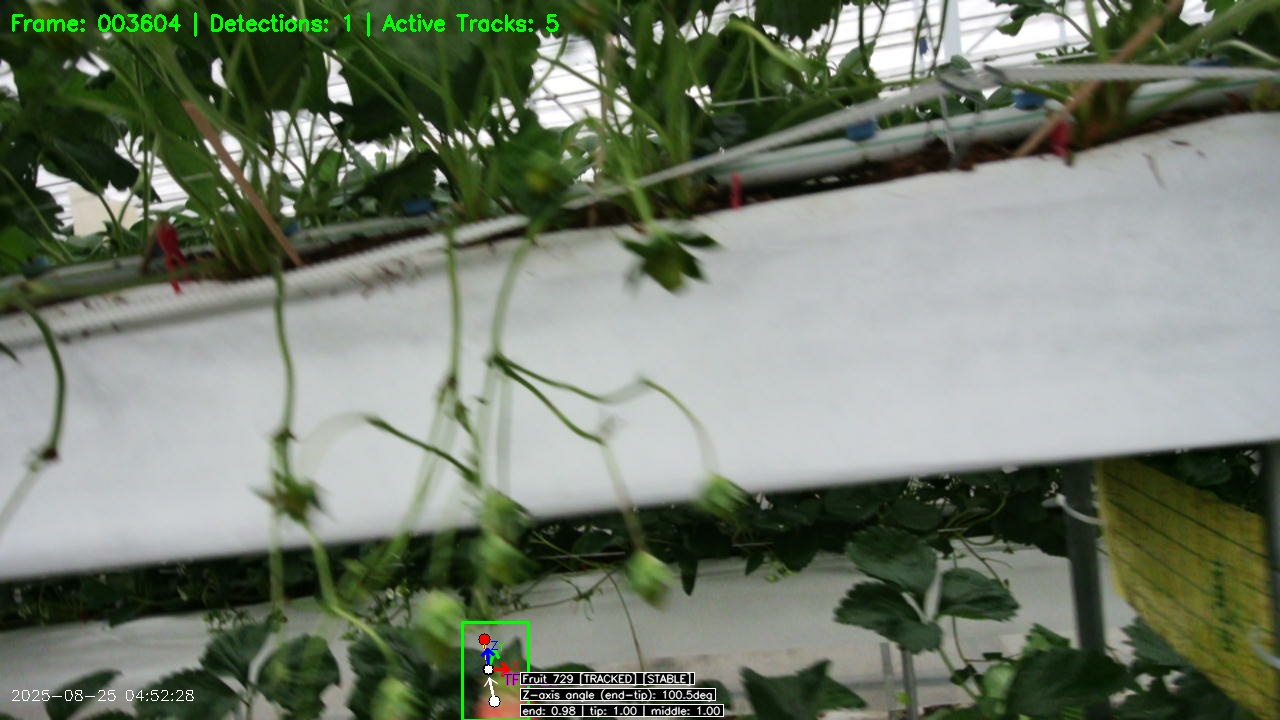 Frame: 003604 | Detections: 1 | Active Tracks: 5
Z
TF
Fruit 729 [TRACKED] [STABLE]
Z-axis angle (end-tip): 100.5deg
end: 0.98 | tip: 1.00 | middle: 1.00
2025-08-25 04:52:28